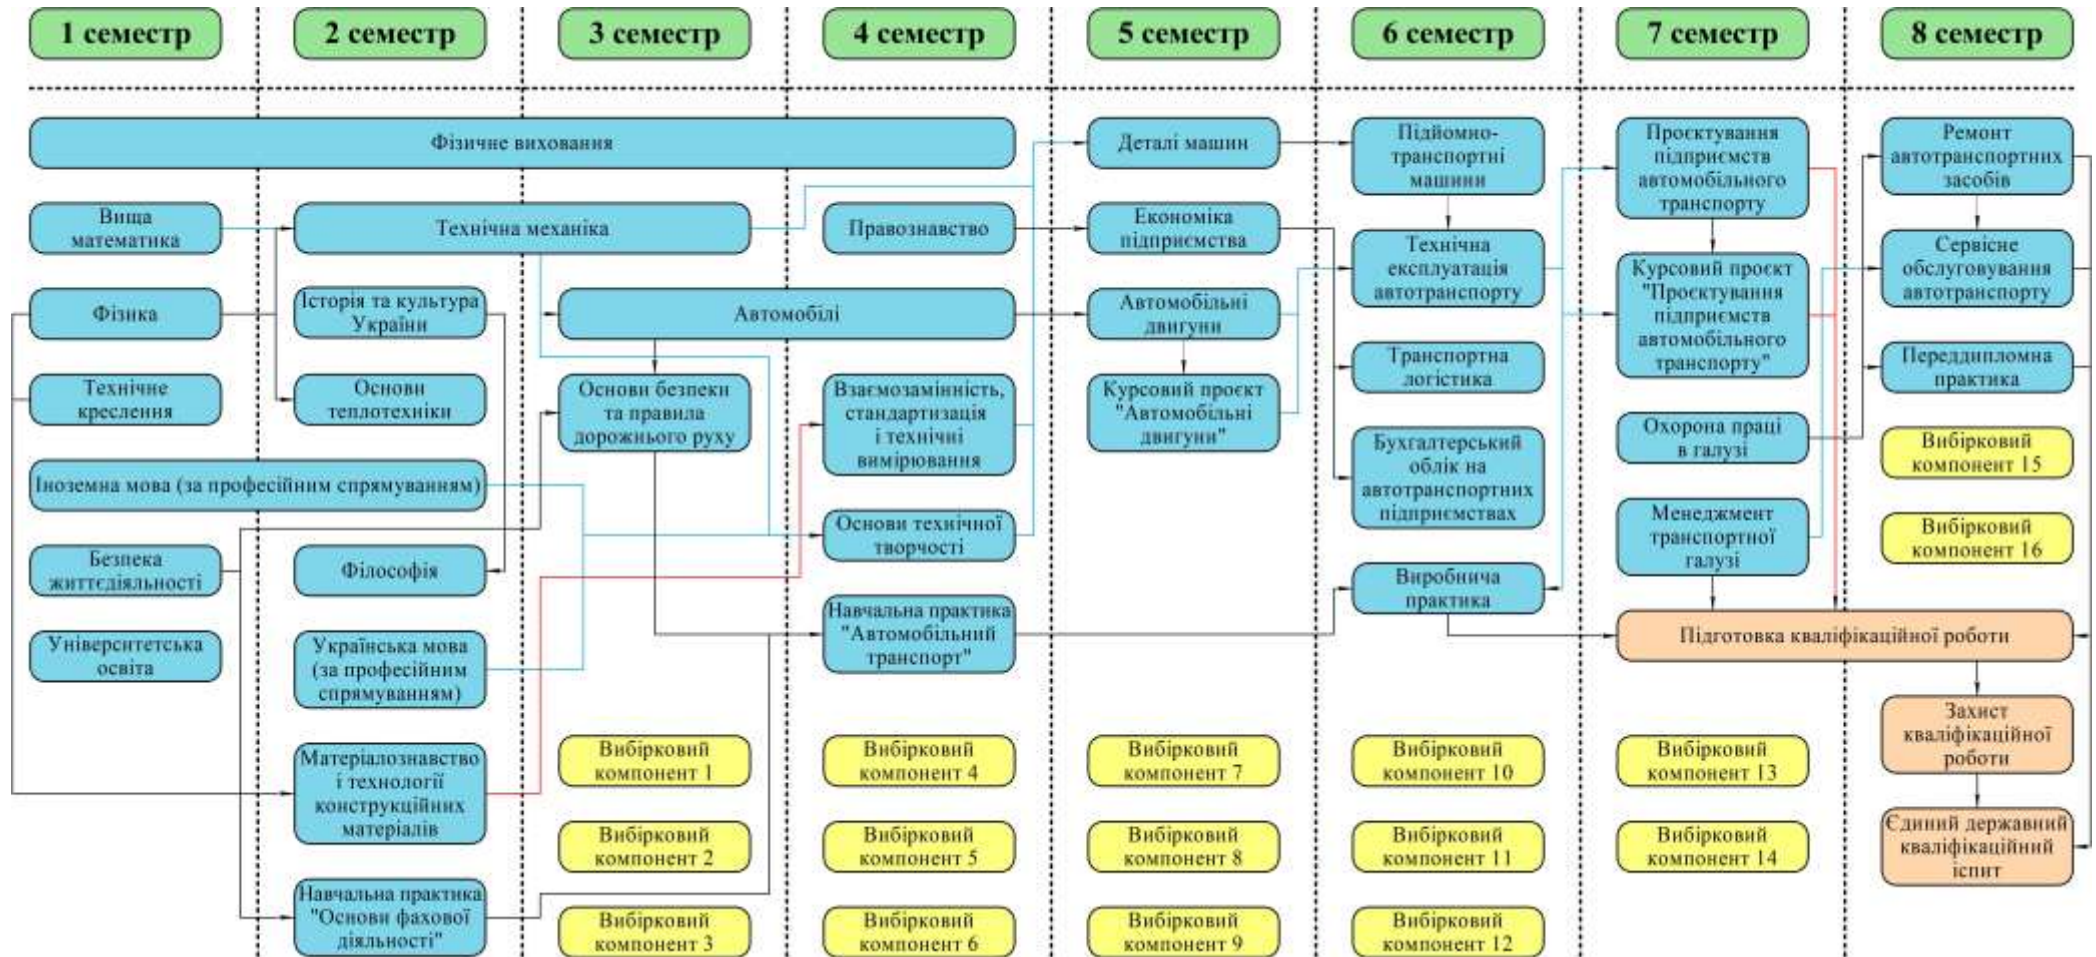 1 семестр
2 семестр
3 семестр
4 семестр
5 семестр
6 семестр
7 семестр
8 семестр
Фізичне виховання
Вища
математика
Фізика
Технічне
креслення
Іноземна мова (за професійним спрямуванням)
Безпека
життєдіяльності
Університетська
освіта
Технічна механіка
Історія та культура
України
Основи
теплотехніки
Філософія
Українська мова
(за професійним
спрямуванням)
Матеріалознавство
і технології
конструкційних
матеріалів
Навчальна практика
"Основи фахової
діяльності"
Автомобілі
Основи безпеки
та правила
дорожнього руху
Вибірковий
компонент 1
Вибірковий
компонент 2
Вибірковий
компонент 3
Правознавство
Взаємозамінність,
стандартизація
і технічні
вимірювання
Основи технічної
творчості
Навчальна практика
"Автомобільний
транспорт"
Вибірковий
компонент 4
Вибірковий
компонент 5
Вибірковий
компонент 6
Деталі машин
Економіка
підприємства
Автомобільні
двигуни
Курсовий проєкт
"Автомобільні
двигуни"
Вибірковий
компонент 7
Вибірковий
компонент 8
Вибірковий
компонент 9
Підйомно-
транспортні
машини
Технічна
експлуатація
автотранспорту
Транспортна
логістика
Бухгалтерський
облік на
автотранспортних
підприємствах
Виробнича
практика
Вибірковий
компонент 10
Вибірковий
компонент 11
Вибірковий
компонент 12
Проєктування
підприємств
автомобільного
транспорту
Курсовий проєкт
"Проєктування
підприємств
автомобільного
транспорту"
Охорона праці
в галузі
Менеджмент
транспортної
галузі
Підготовка кваліфікаційної роботи
Вибірковий
компонент 13
Вибірковий
компонент 14
Ремонт
автотранспортних
засобів
Сервісне
обслуговування
автотранспорту
Переддипломна
практика
Вибірковий
компонент 15
Вибірковий
компонент 16
Захист
кваліфікаційної
роботи
Єдиний державний
кваліфікаційний
іспит